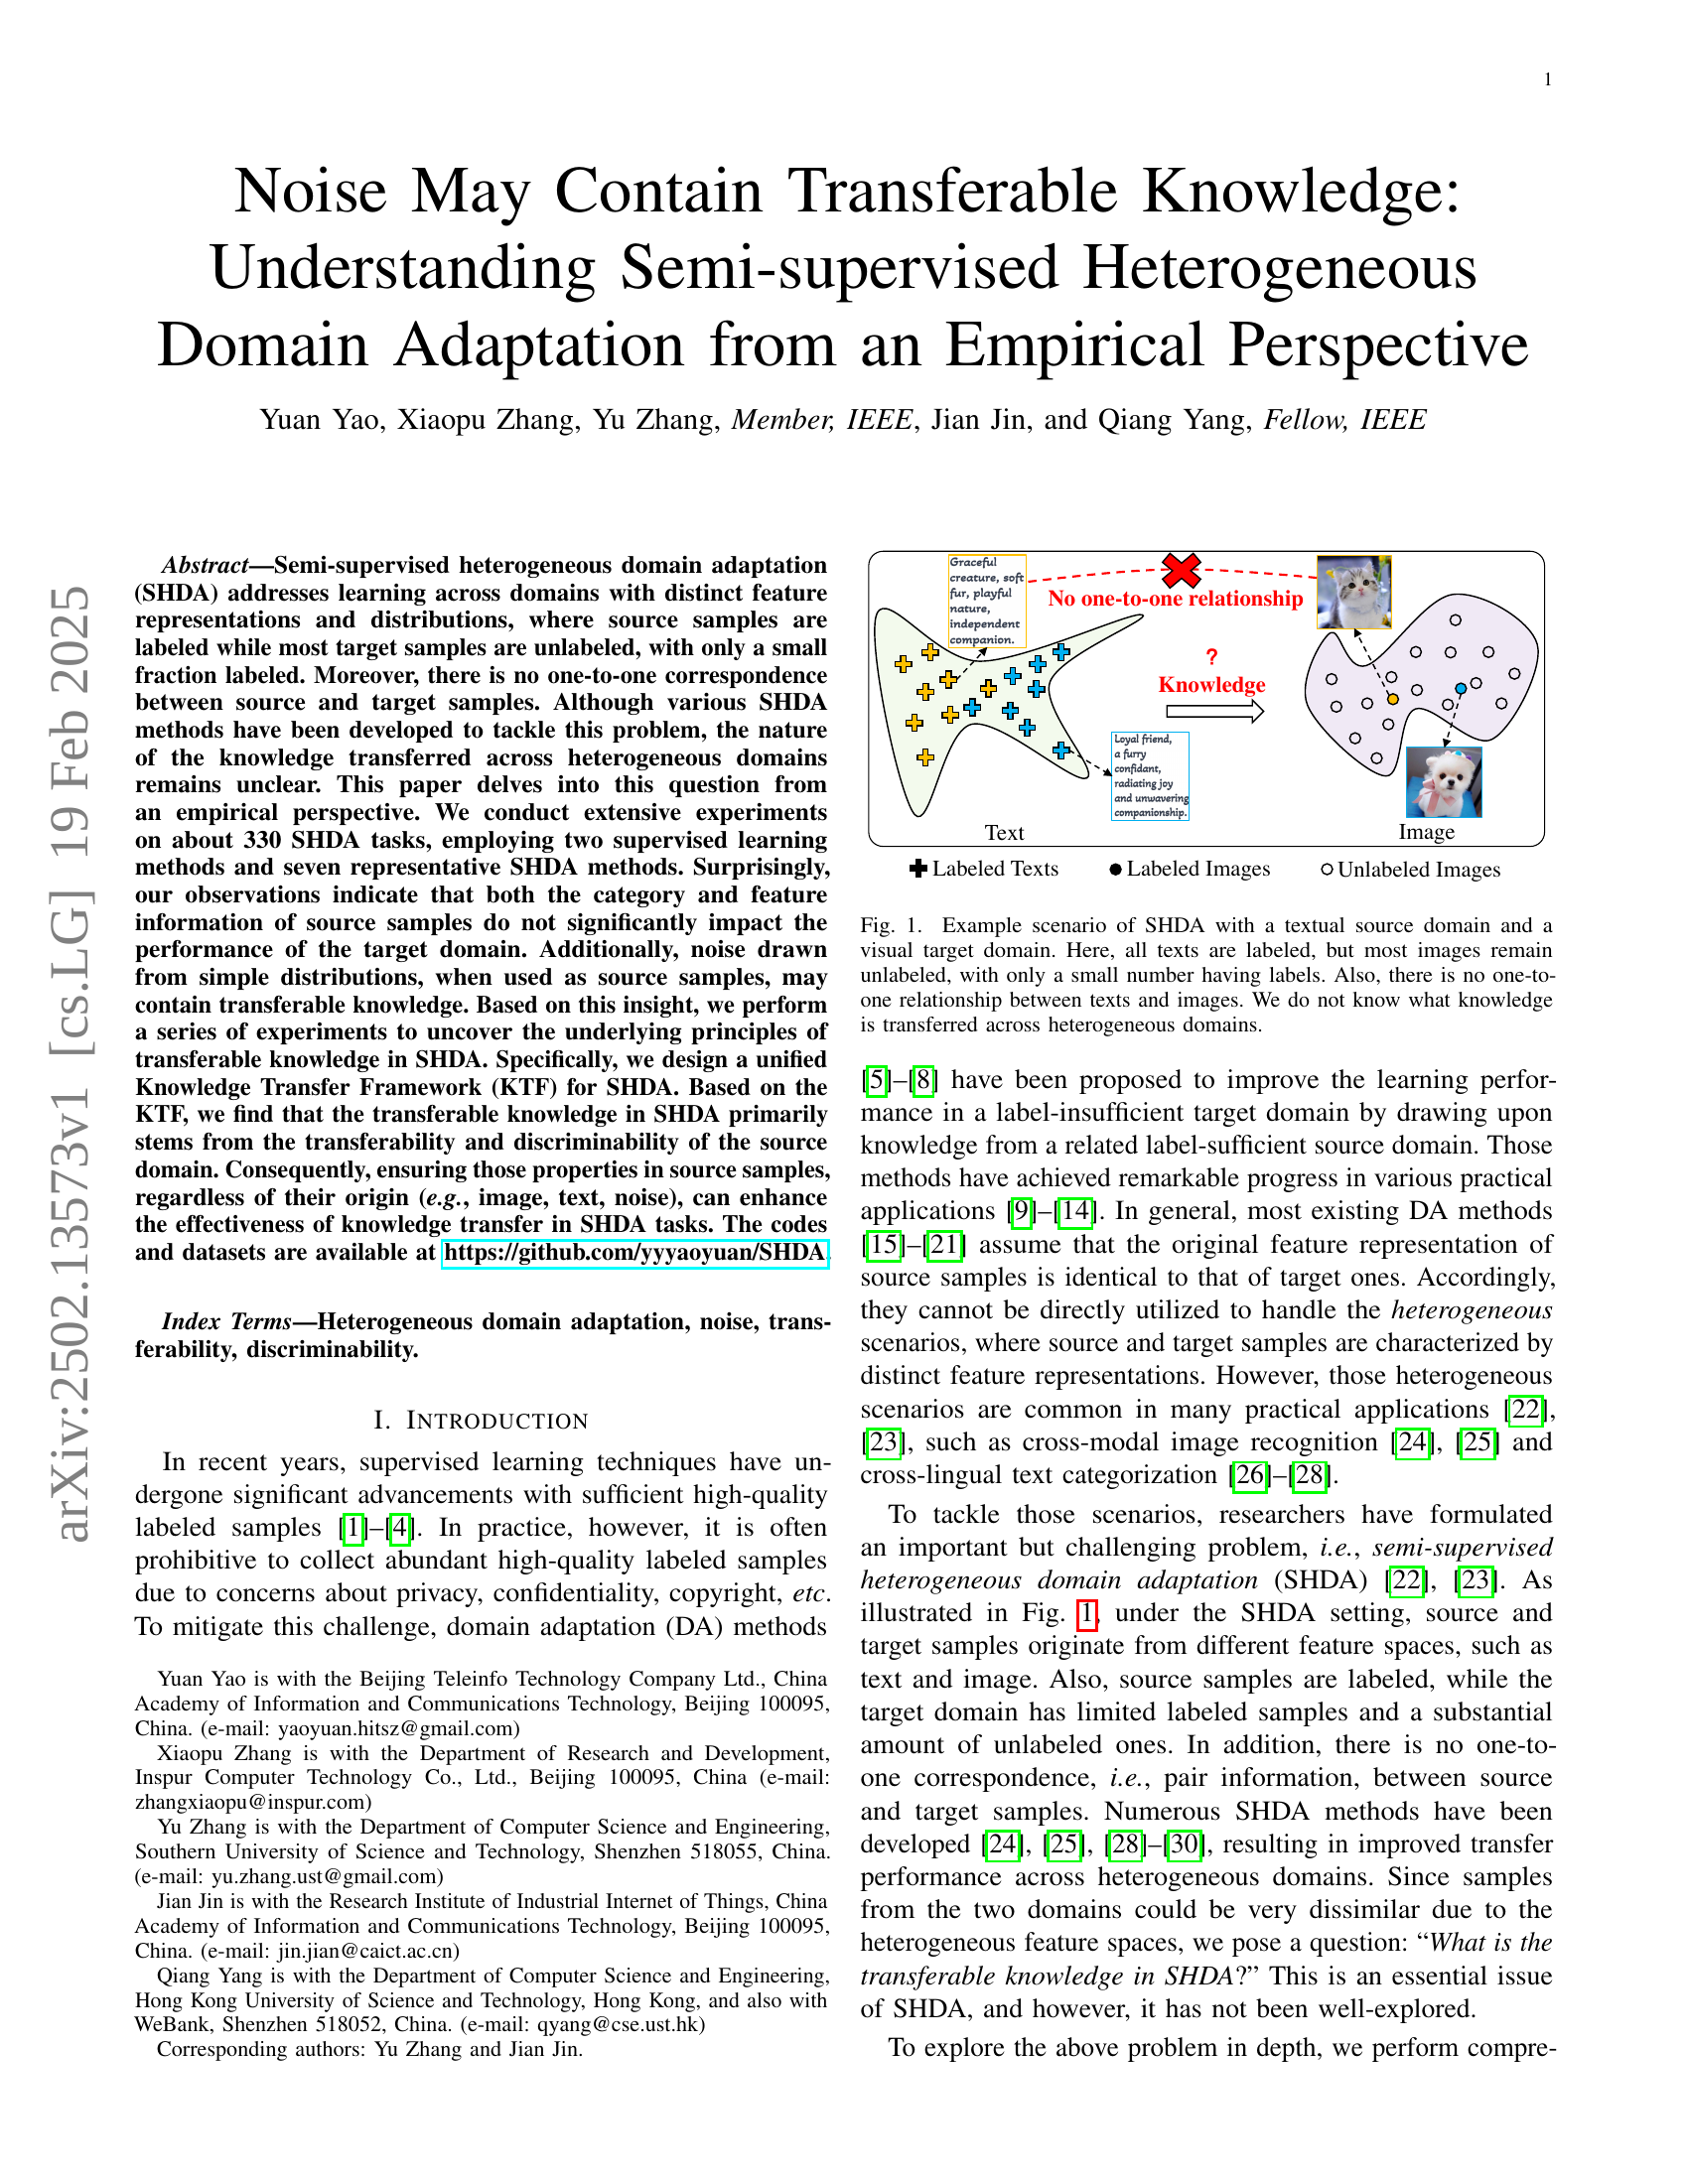 1
Noise May Contain Transferable Knowledge:
Understanding Semi-supervised Heterogeneous
Domain Adaptation from an Empirical Perspective
Yuan Yao, Xiaopu Zhang, Yu Zhang, Member, IEEE, Jian Jin, and Qiang Yang, Fellow, IEEE
arXiv:2502.13573v1 [cs.LG] 19 Feb 2025
Abstract—Semi-supervised heterogeneous domain adaptation
(SHDA) addresses learning across domains with distinct feature
representations and distributions, where source samples are
labeled while most target samples are unlabeled, with only a small
fraction labeled. Moreover, there is no one-to-one correspondence
between source and target samples. Although various SHDA
methods have been developed to tackle this problem, the nature
of the knowledge transferred across heterogeneous domains
remains unclear. This paper delves into this question from
an empirical perspective. We conduct extensive experiments
on about 330 SHDA tasks, employing two supervised learning
methods and seven representative SHDA methods. Surprisingly,
our observations indicate that both the category and feature
information of source samples do not significantly impact the
performance of the target domain. Additionally, noise drawn
from simple distributions, when used as source samples, may
contain transferable knowledge. Based on this insight, we perform
a series of experiments to uncover the underlying principles of
transferable knowledge in SHDA. Specifically, we design a unified
Knowledge Transfer Framework (KTF) for SHDA. Based on the
KTF, we find that the transferable knowledge in SHDA primarily
stems from the transferability and discriminability of the source
domain. Consequently, ensuring those properties in source samples,
regardless of their origin (e.g., image, text, noise), can enhance
the effectiveness of knowledge transfer in SHDA tasks. The codes
and datasets are available at https://github.com/yyyaoyuan/SHDA.
Index Terms—Heterogeneous domain adaptation, noise, trans-
ferability, discriminability.
I. INTRODUCTION
In recent years, supervised learning techniques have un-
dergone significant advancements with sufficient high-quality
labeled samples [1]–[4]. In practice, however, it is often
prohibitive to collect abundant high-quality labeled samples
due to concerns about privacy, confidentiality, copyright, etc.
To mitigate this challenge, domain adaptation (DA) methods
Yuan Yao is with the Beijing Teleinfo Technology Company Ltd., China
Academy of Information and Communications Technology, Beijing 100095,
China. (e-mail: yaoyuan.hitsz@gmail.com)
Xiaopu Zhang is with the Department of Research and Development,
Inspur Computer Technology Co., Ltd., Beijing 100095, China (e-mail:
zhangxiaopu@inspur.com)
Yu Zhang is with the Department of Computer Science and Engineering,
Southern University of Science and Technology, Shenzhen 518055, China.
(e-mail: yu.zhang.ust@gmail.com)
Jian Jin is with the Research Institute of Industrial Internet of Things, China
Academy of Information and Communications Technology, Beijing 100095,
China. (e-mail: jin.jian@caict.ac.cn)
Qiang Yang is with the Department of Computer Science and Engineering,
Hong Kong University of Science and Technology, Hong Kong, and also with
WeBank, Shenzhen 518052, China. (e-mail: qyang@cse.ust.hk)
Corresponding authors: Yu Zhang and Jian Jin.
Graceful
creature, soft
fur, playful
nature,
independent
companion.
No one-to-one relationship
?
Knowledge
Loyal friend,
a furry
confidant,
radiating joy
and unwavering
companionship.
Text
Image
Labeled Texts
Labeled Images
Unlabeled Images
Fig. 1. Example scenario of SHDA with a textual source domain and a
visual target domain. Here, all texts are labeled, but most images remain
unlabeled, with only a small number having labels. Also, there is no one-to-
one relationship between texts and images. We do not know what knowledge
is transferred across heterogeneous domains.
[5]–[8] have been proposed to improve the learning perfor-
mance in a label-insufficient target domain by drawing upon
knowledge from a related label-sufficient source domain. Those
methods have achieved remarkable progress in various practical
applications [9]–[14]. In general, most existing DA methods
[15]–[21] assume that the original feature representation of
source samples is identical to that of target ones. Accordingly,
they cannot be directly utilized to handle the heterogeneous
scenarios, where source and target samples are characterized by
distinct feature representations. However, those heterogeneous
scenarios are common in many practical applications [22],
[23], such as cross-modal image recognition [24], [25] and
cross-lingual text categorization [26]–[28].
To tackle those scenarios, researchers have formulated
an important but challenging problem, i.e., semi-supervised
heterogeneous domain adaptation (SHDA) [22], [23]. As
illustrated in Fig. 1, under the SHDA setting, source and
target samples originate from different feature spaces, such as
text and image. Also, source samples are labeled, while the
target domain has limited labeled samples and a substantial
amount of unlabeled ones. In addition, there is no one-to-
one correspondence, i.e., pair information, between source
and target samples. Numerous SHDA methods have been
developed [24], [25], [28]–[30], resulting in improved transfer
performance across heterogeneous domains. Since samples
from the two domains could be very dissimilar due to the
heterogeneous feature spaces, we pose a question: “What is the
transferable knowledge in SHDA?” This is an essential issue
of SHDA, and however, it has not been well-explored.
To explore the above problem in depth, we perform compre-